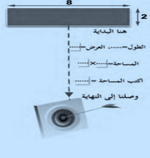 8
2
هنا البداية
الطول=...... العرض=......
المساحة=......×......
اكتب المساحة =......
وصلنا إلى النهاية